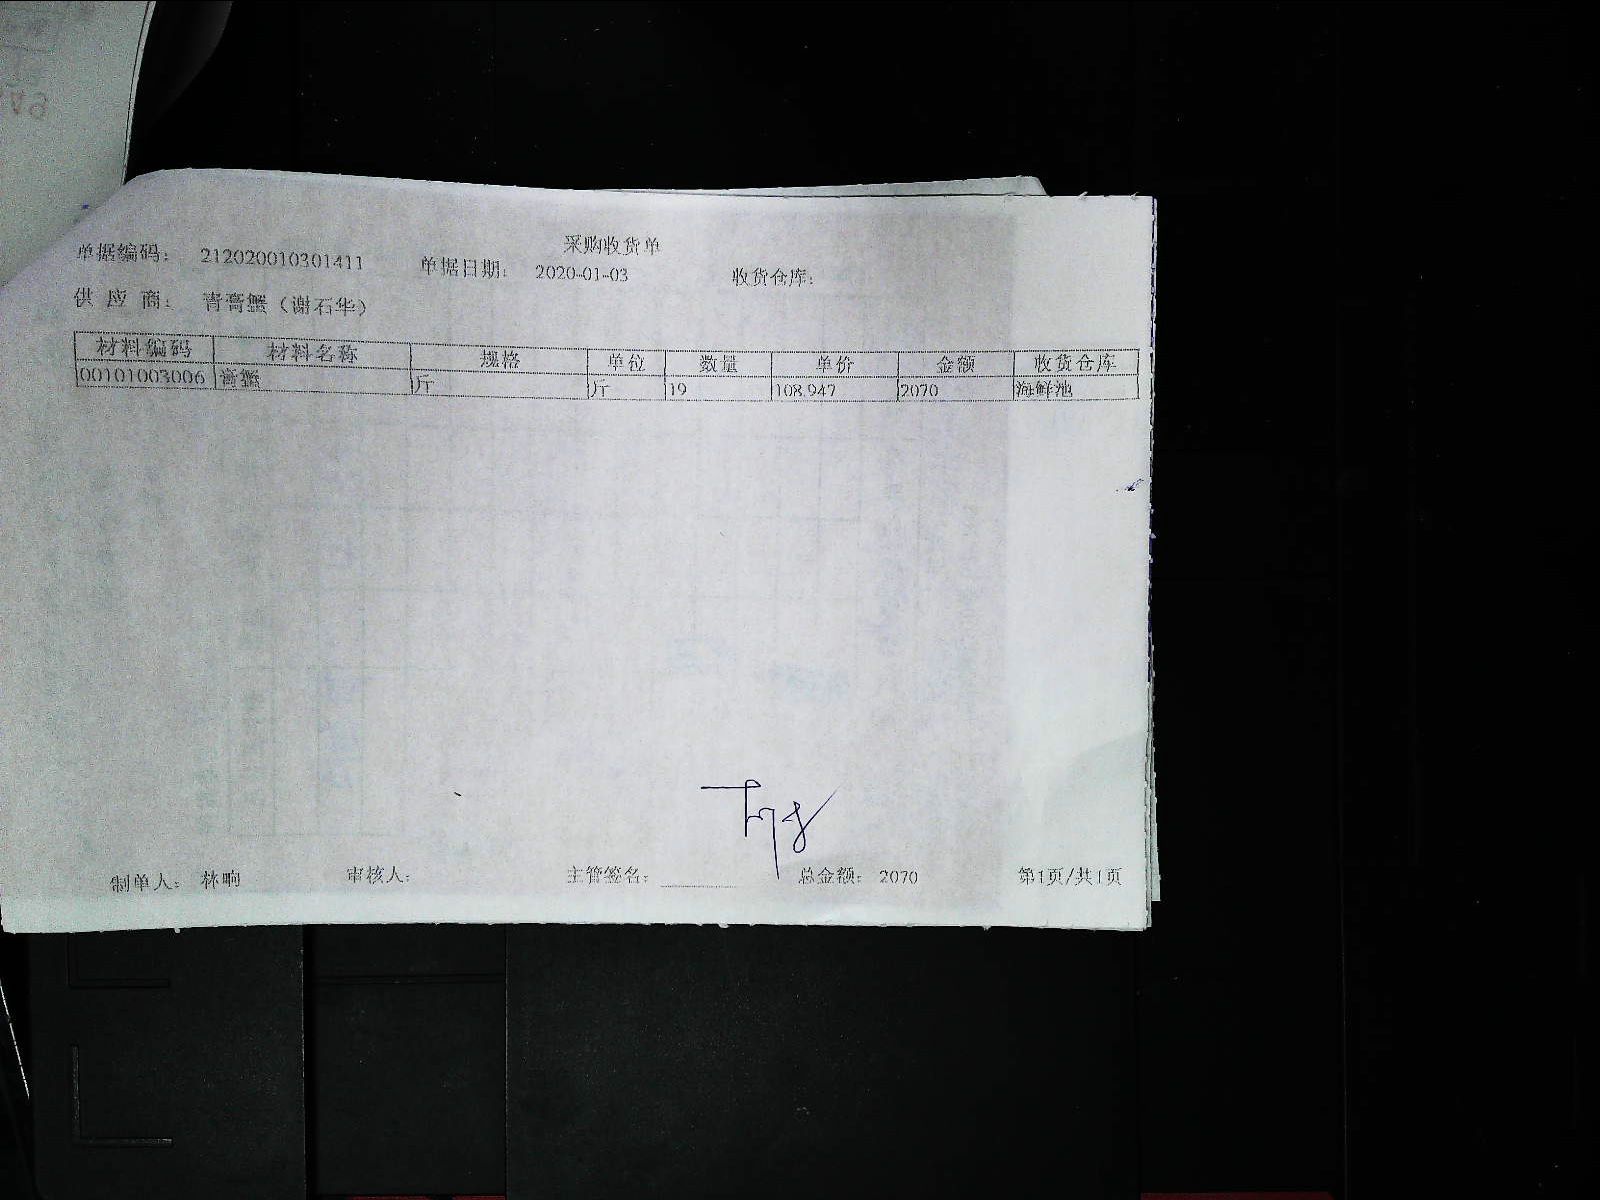 采购收货单
单据编码： 212020010301411 单据日期： 2020-01-03 收货仓库：
供 应 商： 青膏蟹（谢石华）
材料编码 材料名称 规格 单位 数量 单价 金额 收货仓库
00101003006 膏蟹 斤 斤 19 108.947 2070 海鲜池
制单人： 林晌 审核人： 主管签名： 总金额： 2070 第1页/共1页